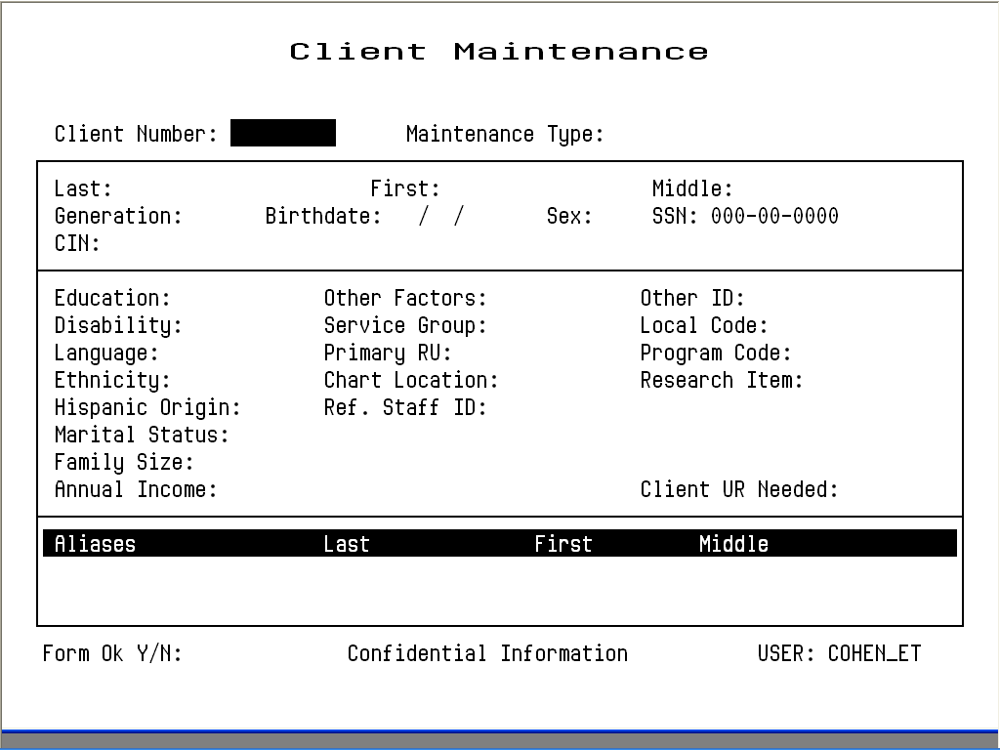 Client Maintenance
Client Number: Maintenance Type:
Last: First: Middle:
Generation: Birthdate: / / Sex: SSN: 000-00-0000
CIN:
Education: Other Factors: Other ID:
Disability: Service Group: Local Code:
Language: Primary RU: Program Code:
Ethnicity: Chart Location: Research Item:
Hispanic Origin: Ref. Staff ID:
Marital Status:
Family Size:
Annual Income: Client UR Needed:
Aliases Last First Middle
Form Ok Y/N: Confidential Information USER: COHEN_ET